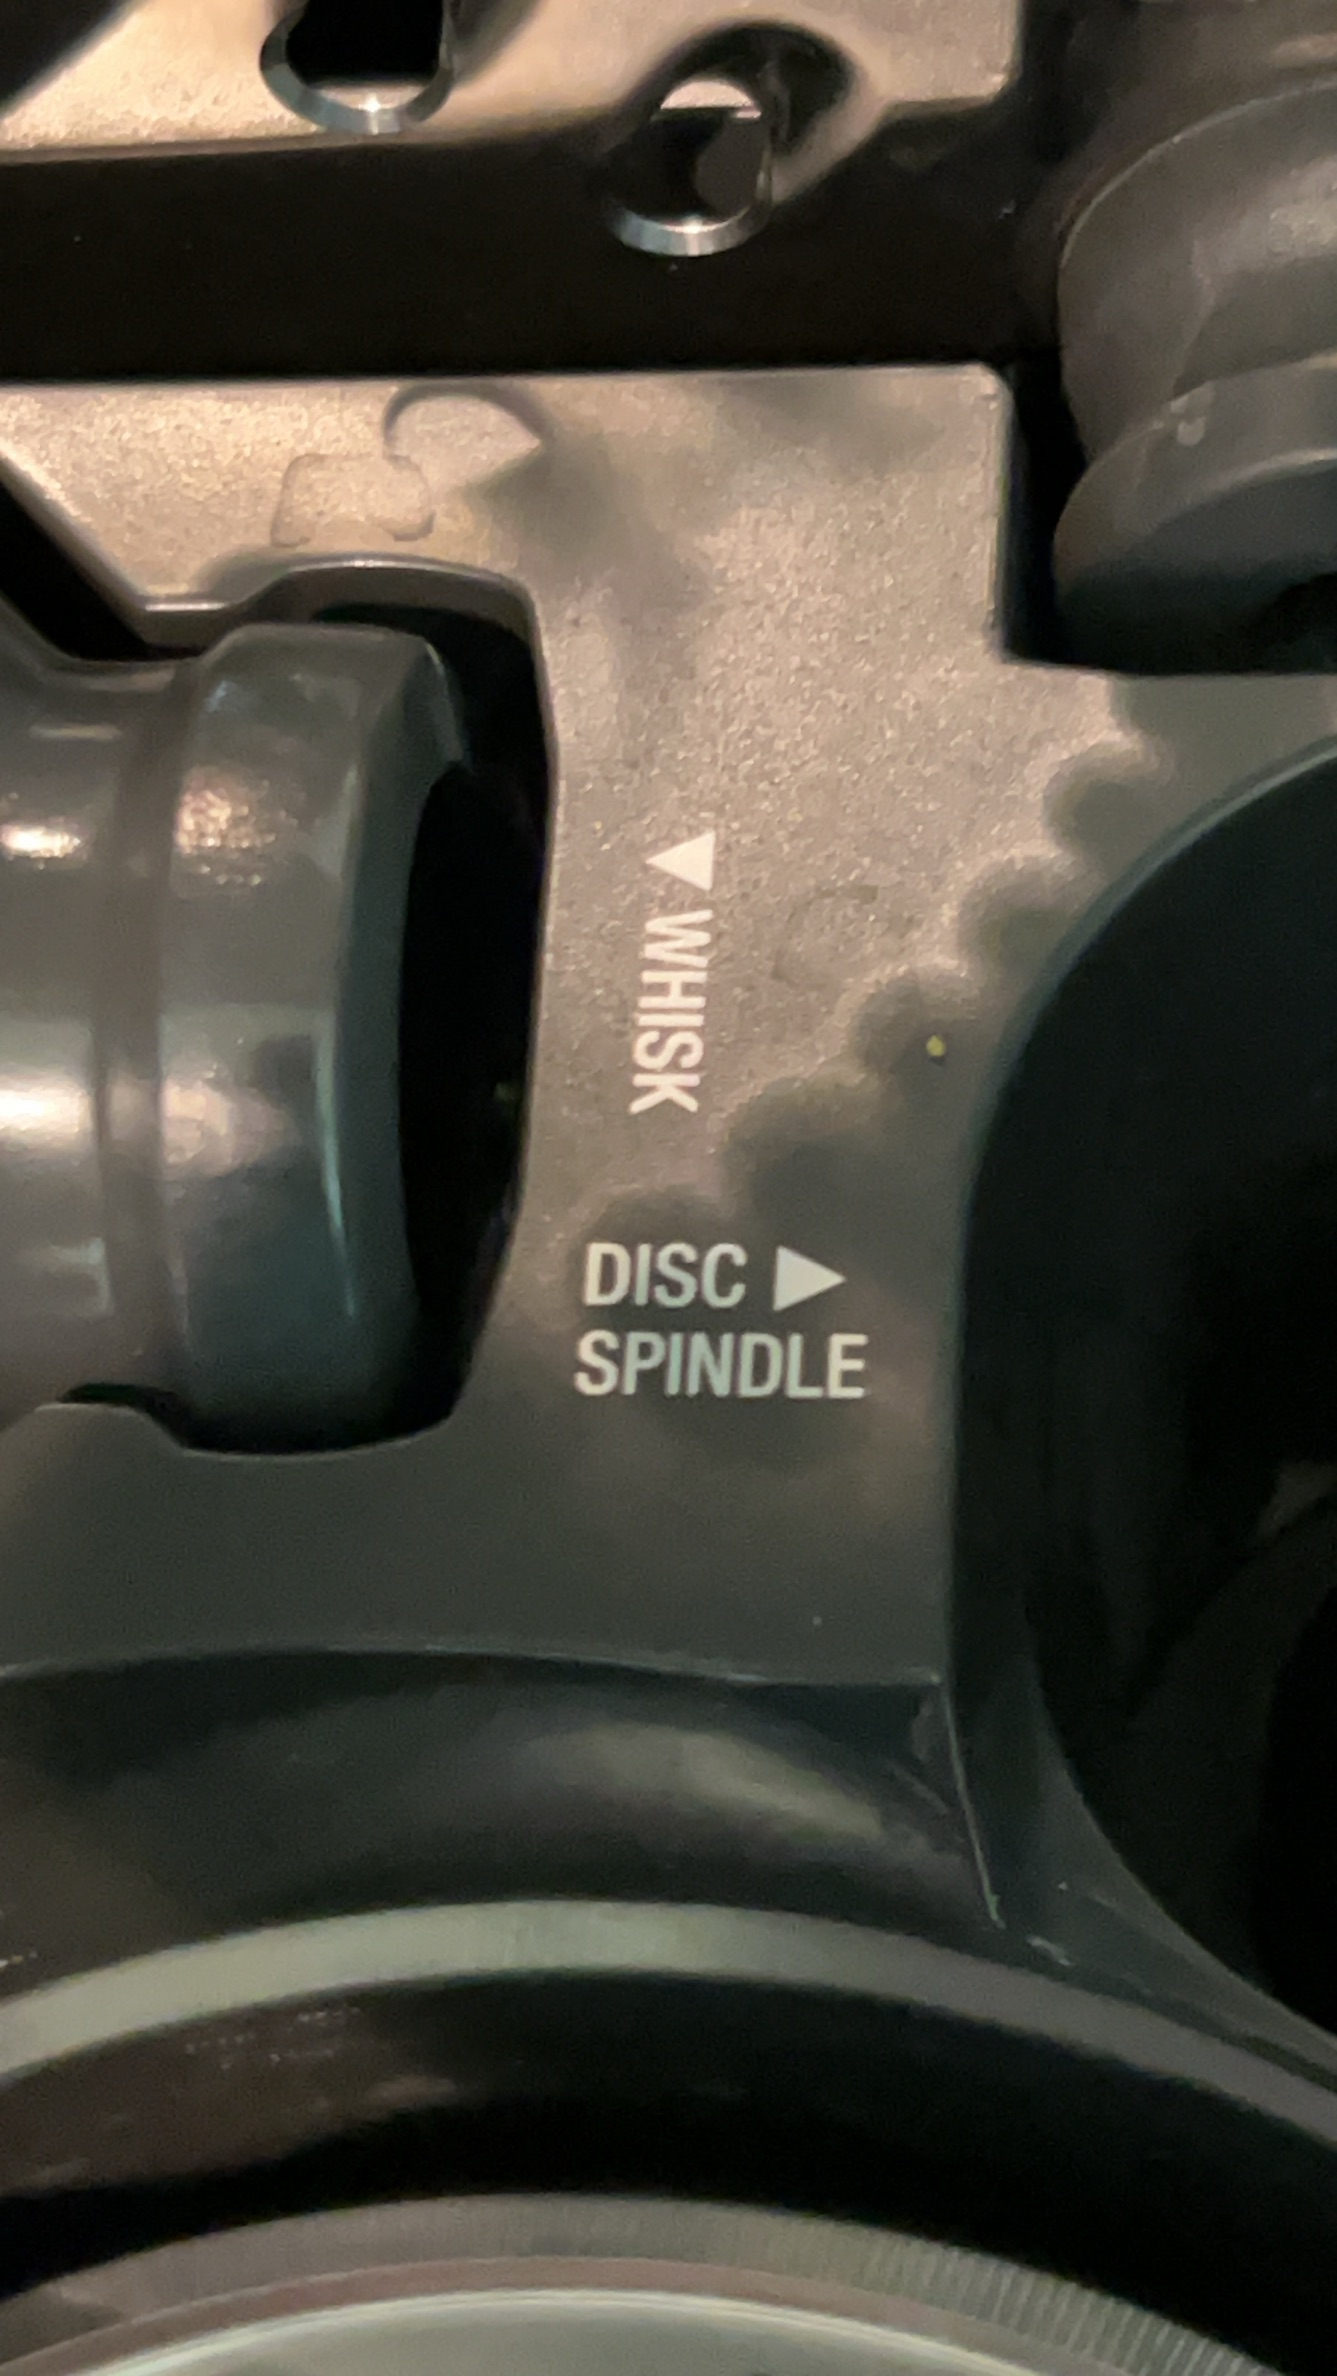 ◀ WHISK
DISC ▶
SPINDLE